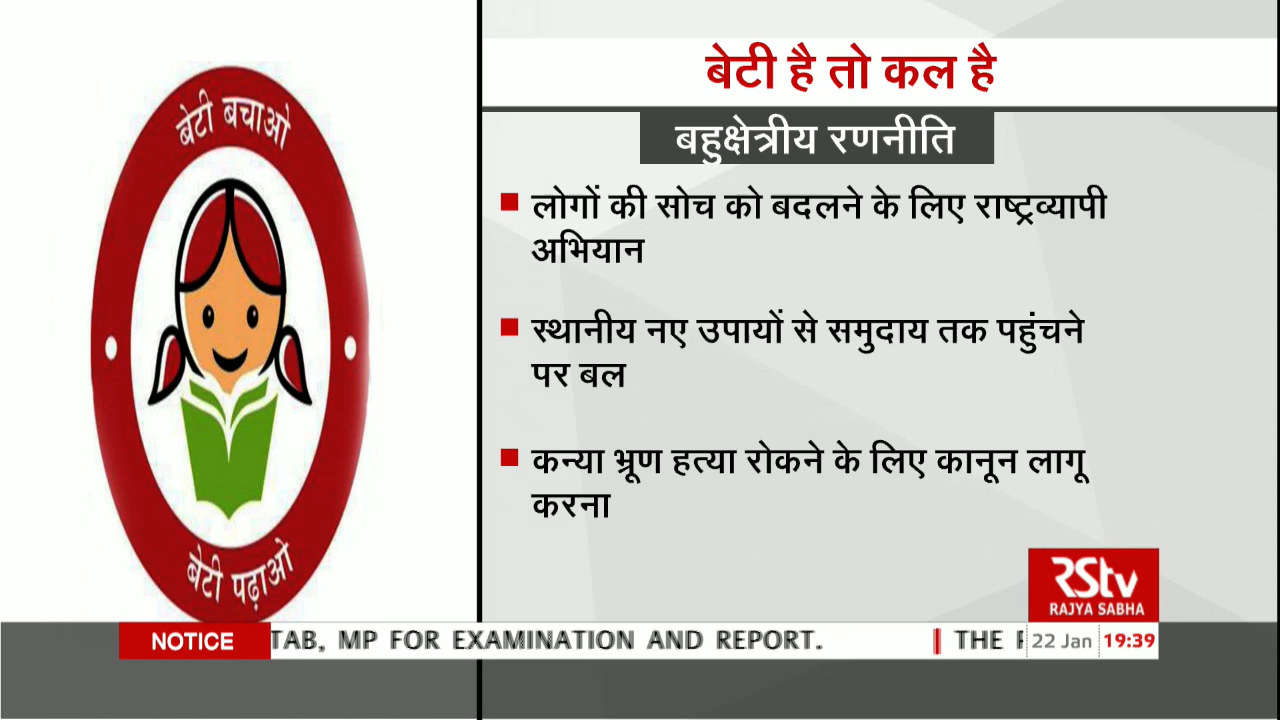 बेटी बचाओ
बेटी पढ़ाओ
बेटी है तो कल है
बहुक्षेत्रीय रणनीति
लोगों की सोच को बदलने के लिए राष्ट्रव्यापी
अभियान
स्थानीय नए उपायों से समुदाय तक पहुंचने
पर बल
कन्या भ्रूण हत्या रोकने के लिए कानून लागू
करना
RStv
RAJYA SABHA
NOTICE TAB, MP FOR EXAMINATION AND REPORT. THE 22 Jan 19:39